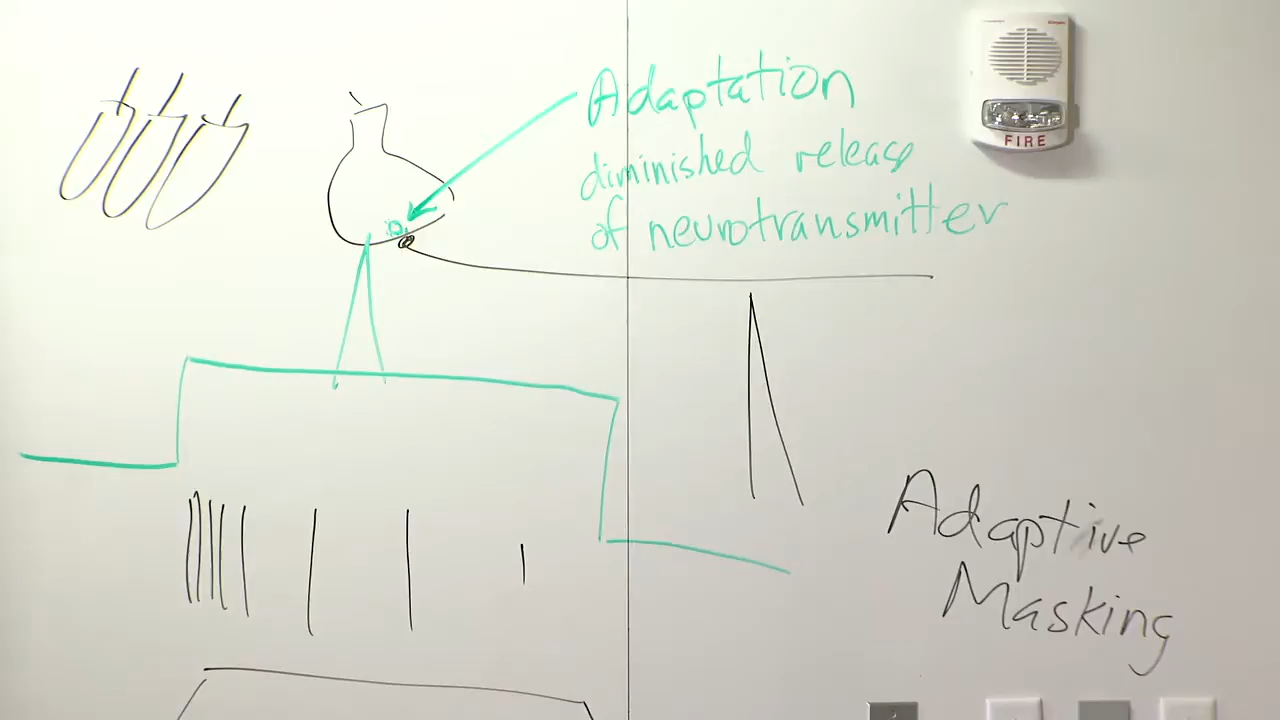 Adaptation
diminished release
of neurotransmitter
FIRE
Adaptive
Masking